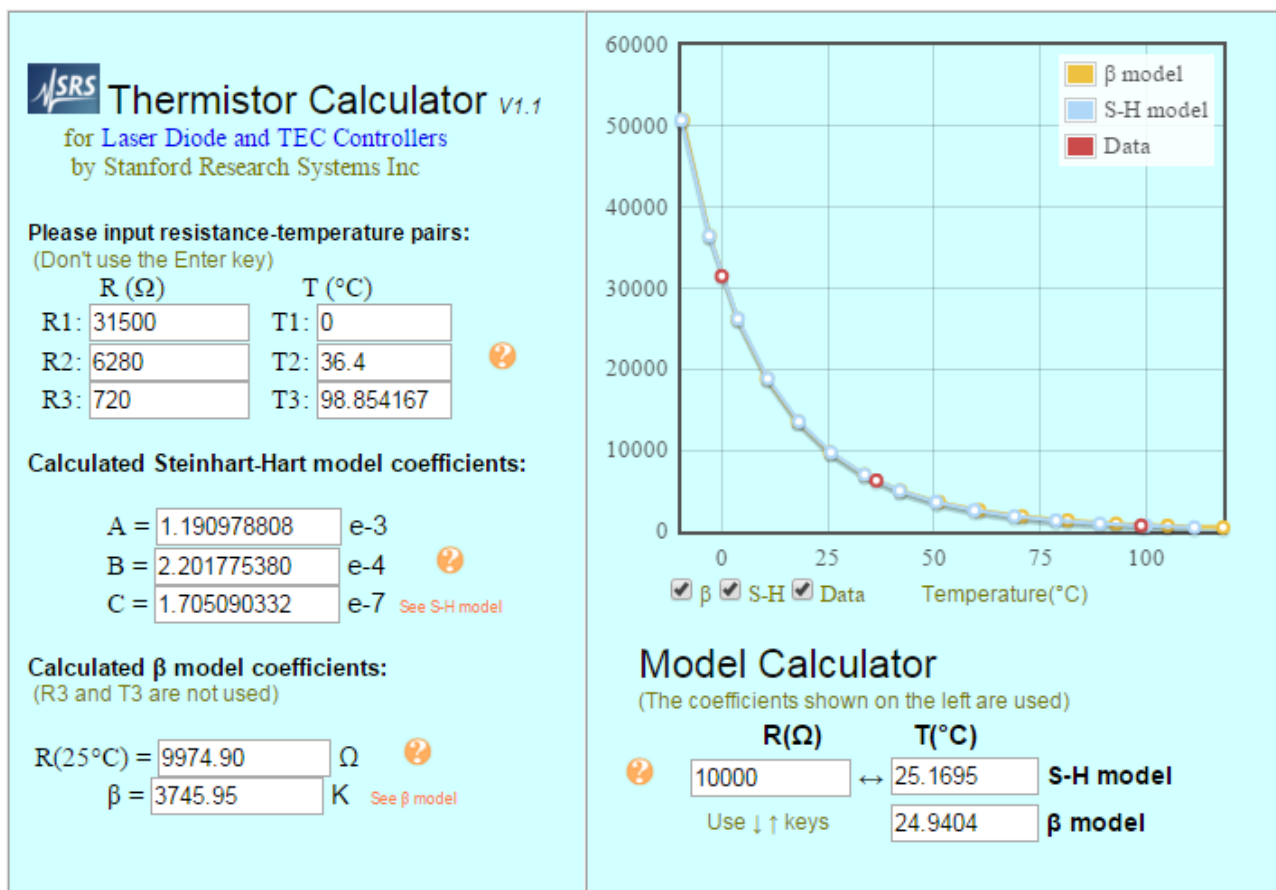 SRS
Thermistor Calculator V1.1
for Laser Diode and TEC Controllers
by Stanford Research Systems Inc
Please input resistance-temperature pairs:
(Don't use the Enter key)
R (Ω) T (°C)
R1: 31500 T1: 0
R2: 6280 T2: 36.4 ?
R3: 720 T3: 98.854167
Calculated Steinhart-Hart model coefficients:
A = 1.190978808 e-3
B = 2.201775380 e-4 ?
C = 1.705090332 e-7 See S-H model
Calculated β model coefficients:
(R3 and T3 are not used)
R(25°C) = 9974.90 Ω ?
β = 3745.95 K See β model
60000
50000
40000
30000
20000
10000
0
β model
S-H model
Data
0 25 50 75 100
β S-H Data Temperature(°C)
Model Calculator
(The coefficients shown on the left are used)
R(Ω) T(°C)
? 10000 ↔ 25.1695 S-H model
Use ↓↑ keys 24.9404 β model